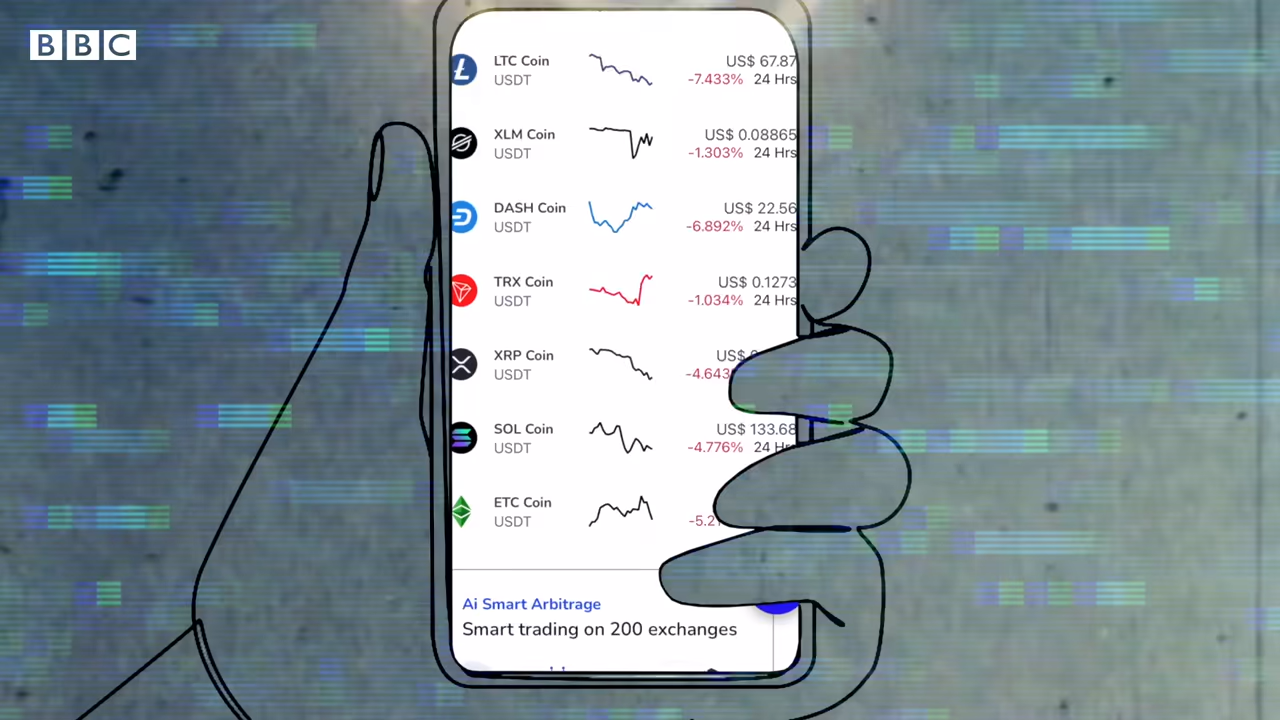 BBC
LTC Coin
USDT
US$ 67.87
-7.433% 24 Hrs
XLM Coin
USDT
US$ 0.08865
-1.303% 24 Hrs
DASH Coin
USDT
US$ 22.56
-6.892% 24 Hrs
TRX Coin
USDT
US$ 0.1273
-1.034% 24 Hrs
XRP Coin
USDT
US$
SOL Coin
USDT
US$ 133.68
-4.776% 24
ETC Coin
USDT
Ai Smart Arbitrage
Smart trading on 200 exchanges